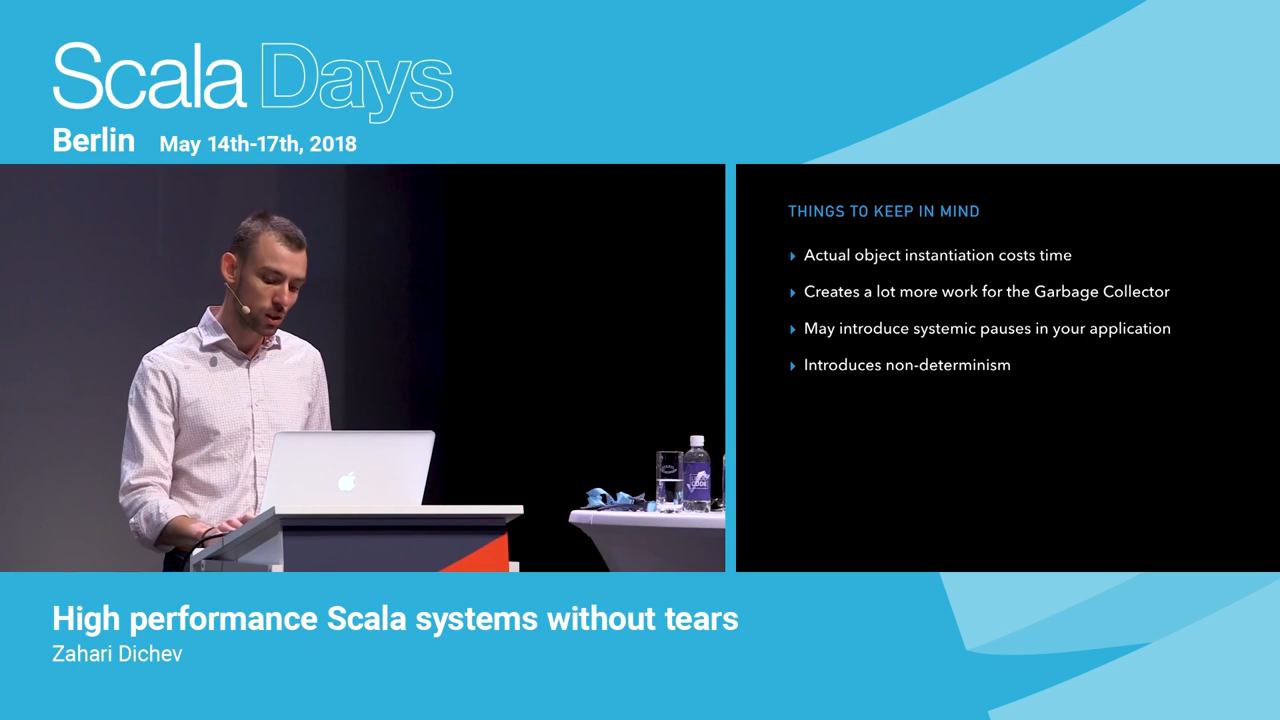 Scala Days
Berlin May 14th-17th, 2018
THINGS TO KEEP IN MIND
Actual object instantiation costs time
Creates a lot more work for the Garbage Collector
May introduce systemic pauses in your application
Introduces non-determinism
CODE
High performance Scala systems without tears
Zahari Dichev